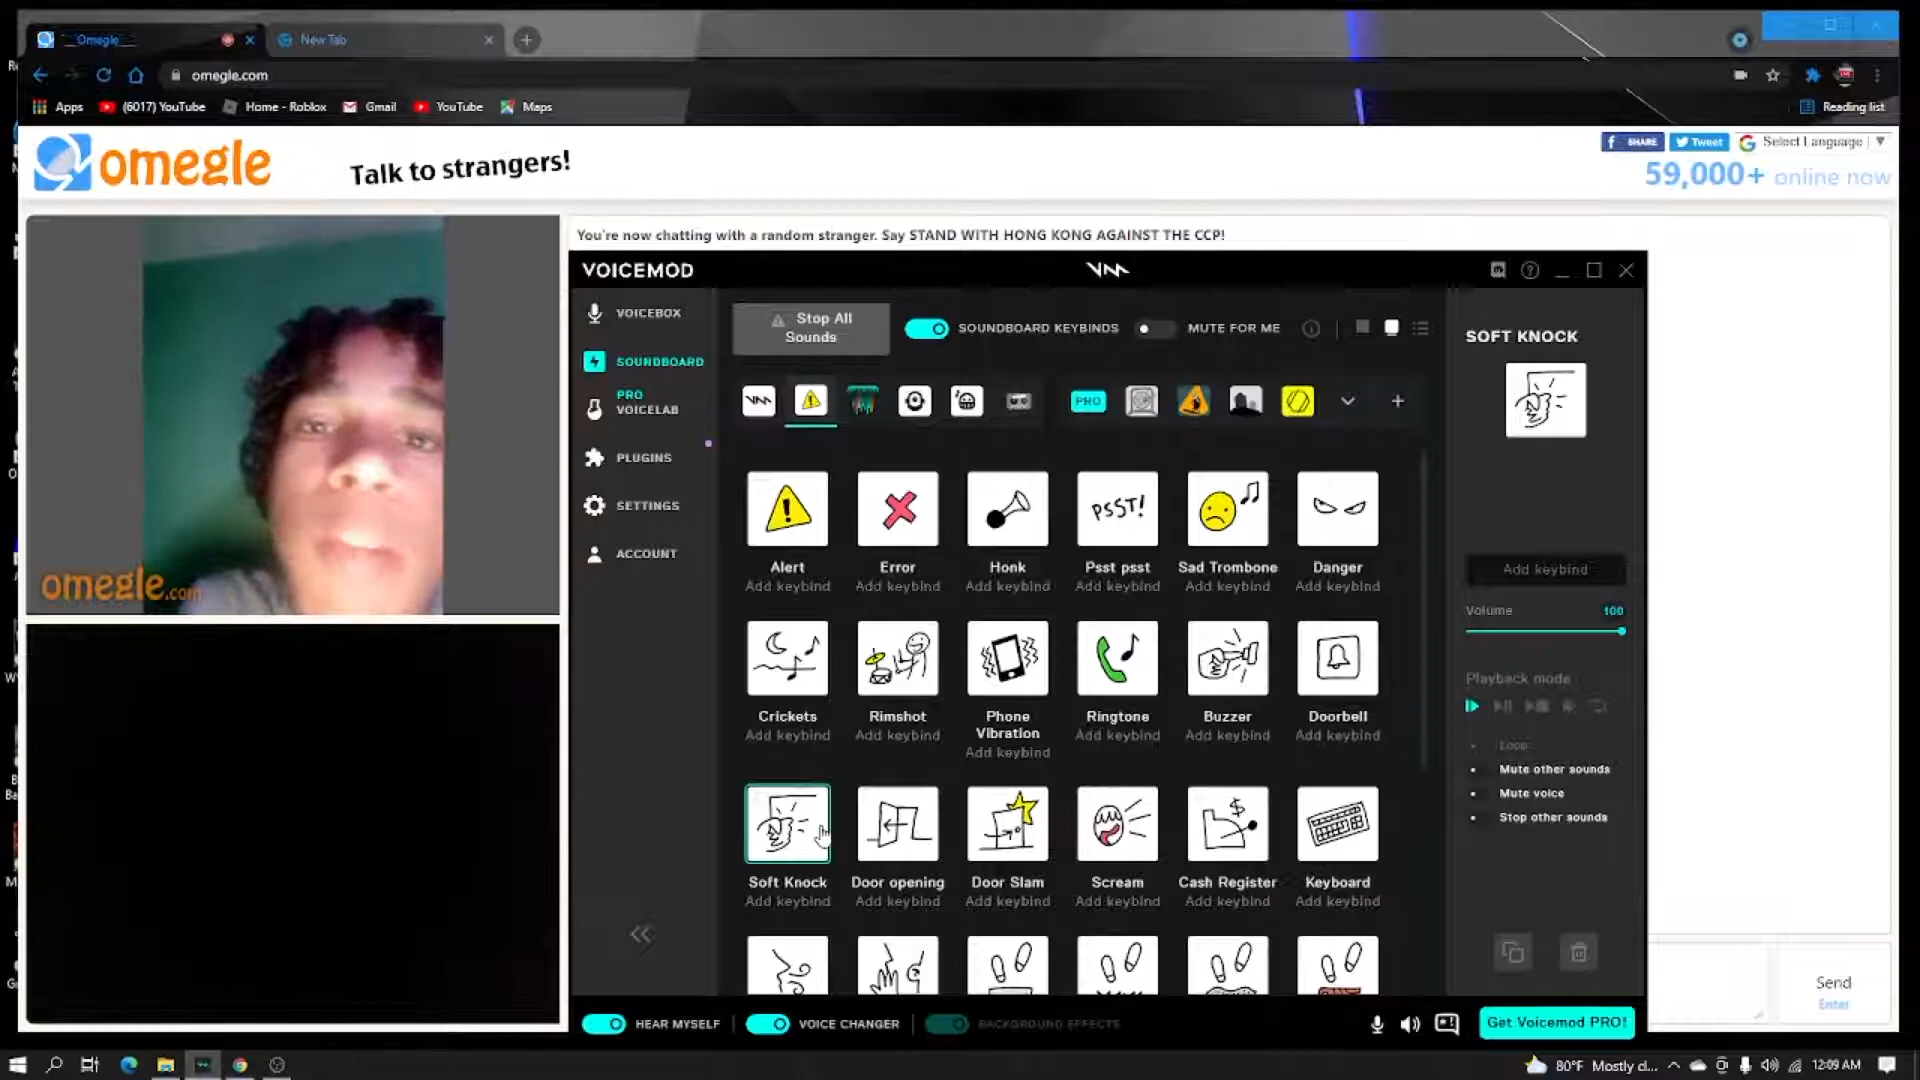 Omegle
New Tab
omegle.com
Apps
(6017) YouTube
Home - Roblox
Gmail
YouTube
Maps
Reading list
omegle
Talk to strangers!
SHARE
Tweet
Select Language
59,000+ online now
You're now chatting with a random stranger. Say STAND WITH HONG KONG AGAINST THE CCP!
omegle.com
VOICEMOD
VOICEBOX
SOUNDBOARD
PRO
VOICELAB
PLUGINS
SETTINGS
ACCOUNT
Stop All
Sounds
SOUNDBOARD KEYBINDS
MUTE FOR ME
PRO
PSST!
Alert
Error
Honk
Psst psst
Sad Trombone
Danger
Add keybind
Add keybind
Add keybind
Add keybind
Add keybind
Add keybind
Crickets
Rimshot
Phone
Vibration
Ringtone
Buzzer
Doorbell
Add keybind
Add keybind
Add keybind
Add keybind
Add keybind
Add keybind
Soft Knock
Door opening
Door Slam
Scream
Cash Register
Keyboard
Add keybind
Add keybind
Add keybind
Add keybind
Add keybind
Add keybind
SOFT KNOCK
Add keybind
Volume
100
Playback mode
Loop
Mute other sounds
Mute voice
Stop other sounds
HEAR MYSELF
VOICE CHANGER
BACKGROUND EFFECTS
Get Voicemod PRO!
Send
Enter
80°F Mostly cl...
12:09 AM